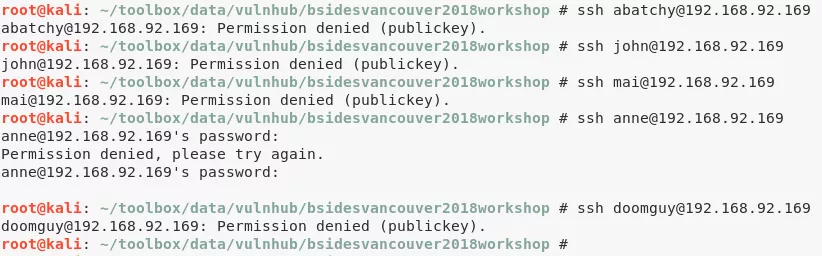 root@kali: ~/toolbox/data/vulnhub/bsidesvancouver2018workshop # ssh abatchy@192.168.92.169
abatchy@192.168.92.169: Permission denied (publickey).
root@kali: ~/toolbox/data/vulnhub/bsidesvancouver2018workshop # ssh john@192.168.92.169
john@192.168.92.169: Permission denied (publickey).
root@kali: ~/toolbox/data/vulnhub/bsidesvancouver2018workshop # ssh mai@192.168.92.169
mai@192.168.92.169: Permission denied (publickey).
root@kali: ~/toolbox/data/vulnhub/bsidesvancouver2018workshop # ssh anne@192.168.92.169
anne@192.168.92.169's password:
Permission denied, please try again.
anne@192.168.92.169's password:
root@kali: ~/toolbox/data/vulnhub/bsidesvancouver2018workshop # ssh doomguy@192.168.92.169
doomguy@192.168.92.169: Permission denied (publickey).
root@kali: ~/toolbox/data/vulnhub/bsidesvancouver2018workshop #